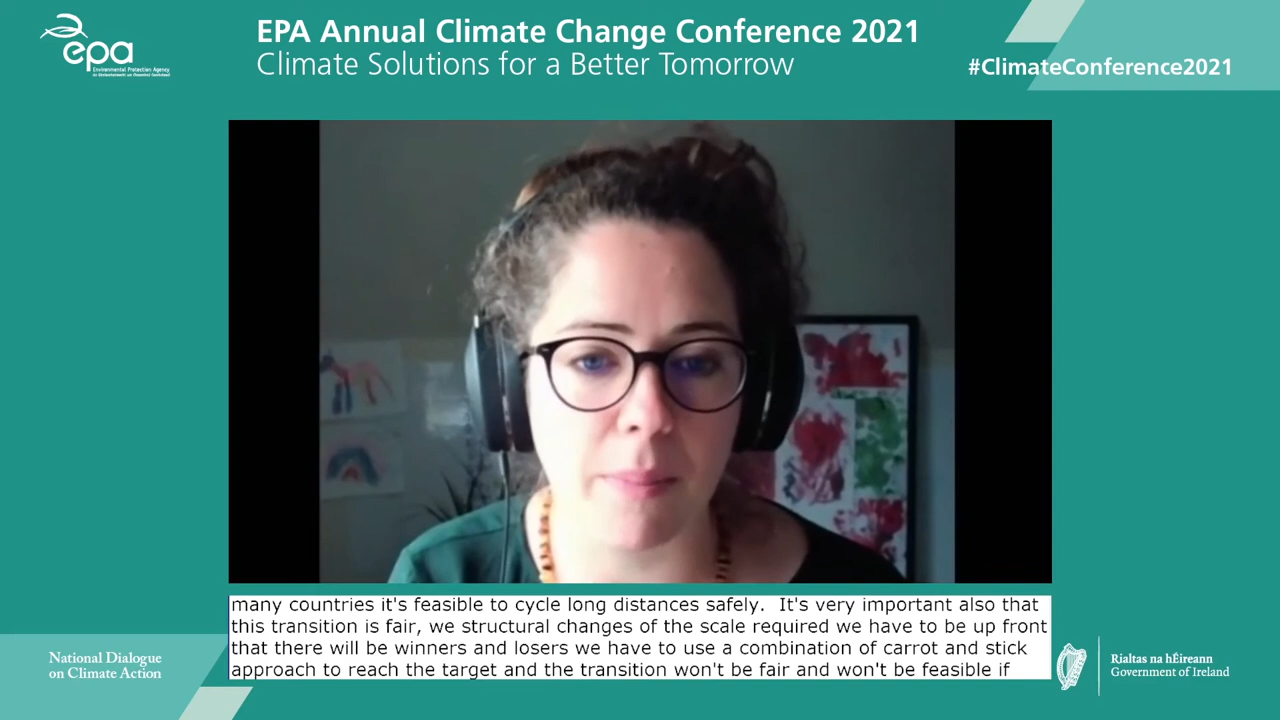 EPA Annual Climate Change Conference 2021
Climate Solutions for a Better Tomorrow
epa
Environmental Protection Agency
#ClimateConference2021
many countries it's feasible to cycle long distances safely.  It's very important also that
this transition is fair, we structural changes of the scale required we have to be up front
that there will be winners and losers we have to use a combination of carrot and stick
approach to reach the target and the transition won't be fair and won't be feasible if
National Dialogue
on Climate Action
Rialtas na hÉireann
Government of Ireland